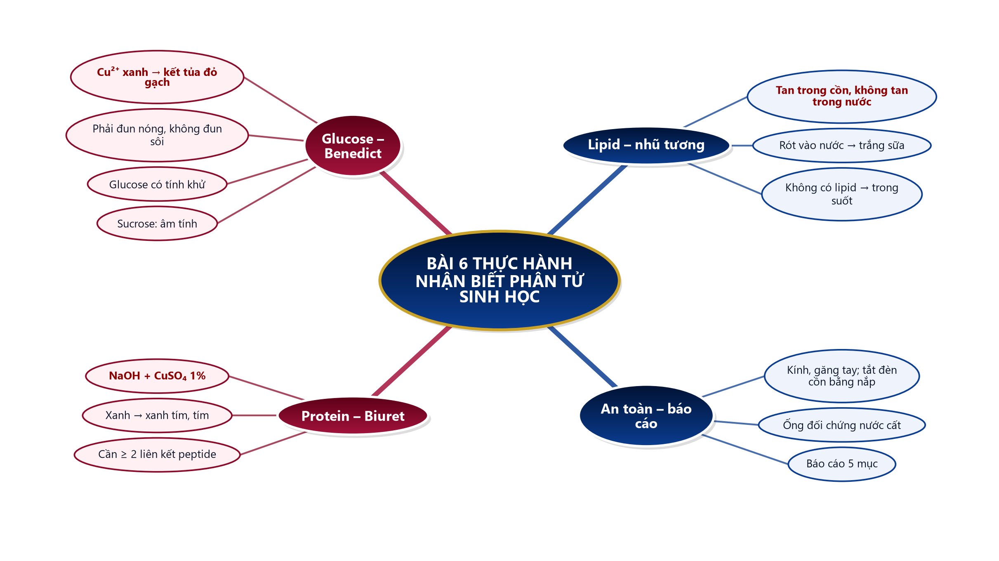 Cu²⁺ xanh → kết tủa đỏ
gạch
Phải đun nóng, không đun
sôi
Glucose có tính khử
Sucrose: âm tính
Glucose –
Benedict
Lipid – nhũ tương
Tan trong cồn, không tan
trong nước
Rót vào nước → trắng sữa
Không có lipid → trong
suốt
BÀI 6 THỰC HÀNH
NHẬN BIẾT PHÂN TỬ
SINH HỌC
NaOH + CuSO₄ 1%
Xanh → xanh tím, tím
Cần ≥ 2 liên kết peptide
Protein – Biuret
An toàn – báo
cáo
Kính, găng tay; tắt đèn
cồn bằng nắp
Ống đối chứng nước cất
Báo cáo 5 mục